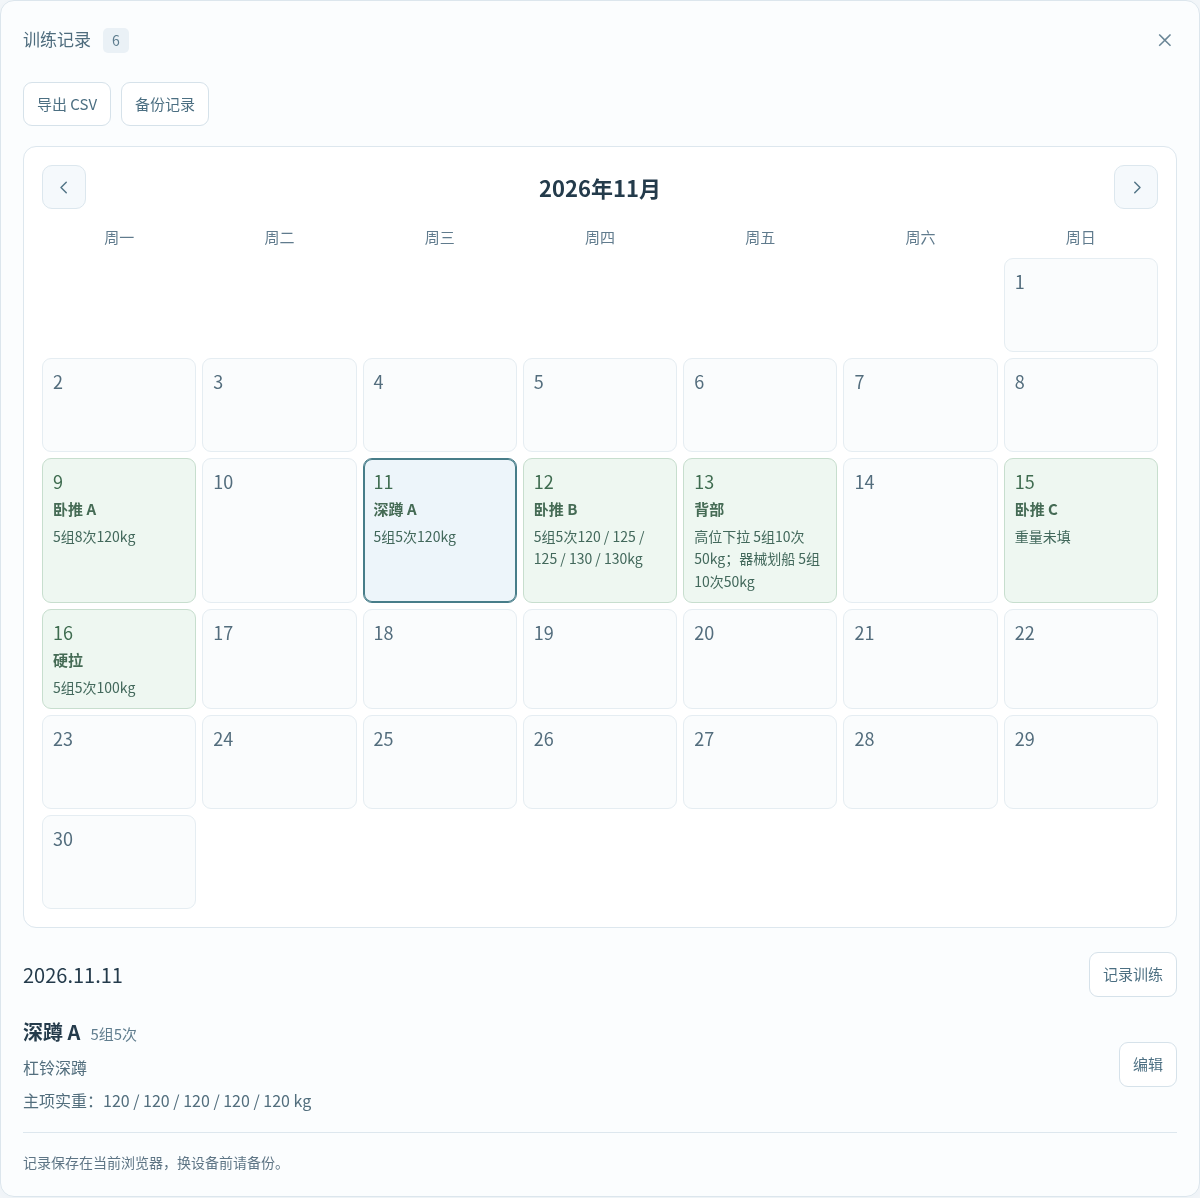 训练记录 6
导出 CSV 备份记录
2026年11月
周一 周二 周三 周四 周五 周六 周日
1
2 3 4 5 6 7 8
9
卧推 A
5组8次120kg
10
11
深蹲 A
5组5次120kg
12
卧推 B
5组5次120 / 125 /
125 / 130 / 130kg
13
背部
高位下拉 5组10次
50kg；器械划船 5组
10次50kg
14
15
卧推 C
重量未填
16
硬拉
5组5次100kg
17 18 19 20 21 22
23 24 25 26 27 28 29
30
2026.11.11
记录训练
深蹲 A 5组5次
杠铃深蹲
主项实重：120 / 120 / 120 / 120 / 120 kg
编辑
记录保存在当前浏览器，换设备前请备份。